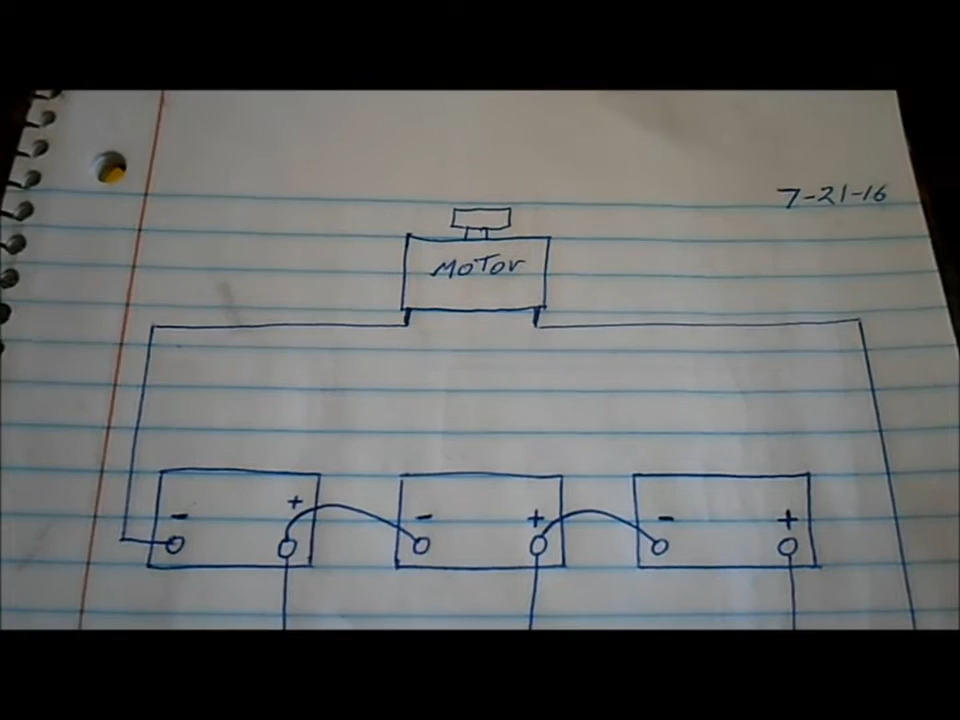 7-21-16
MOTOR
- + - + - +